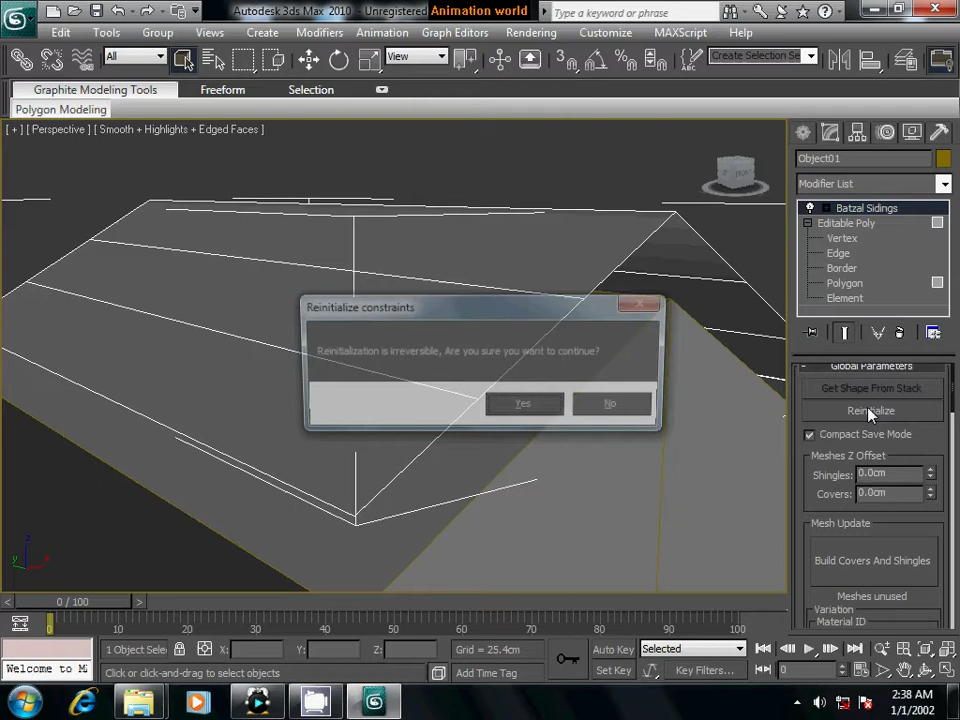 Autodesk 3ds Max 2010 - Unregistered Animation world
Type a keyword or phrase
Edit Tools Group Views Create Modifiers Animation Graph Editors Rendering Customize MAXScript Help
All View Create Selection Se
Graphite Modeling Tools Freeform Selection
Polygon Modeling
[ + ] [ Perspective ] [ Smooth + Highlights + Edged Faces ]
FRONT
Object01
Modifier List
Batzal Sidings
Editable Poly
Vertex
Edge
Border
Polygon
Element
Reinitialize constraints
Reinitialization is irreversible, Are you sure you want to continue?
Yes No
- Global Parameters
Get Shape From Stack
Reinitialize
Compact Save Mode
Meshes Z Offset
Shingles: 0.0cm
Covers: 0.0cm
Mesh Update
Build Covers And Shingles
Meshes unused
Variation
Material ID
z
y x
< 0 / 100 >
0 10 20 30 40 50 60 70 80 90 100
1 Object Selec X: Y: Z: Grid = 25.4cm Auto Key Selected
Welcome to M Click or click-and-drag to select objects Add Time Tag Set Key Key Filters... 0
2:38 AM
1/1/2002